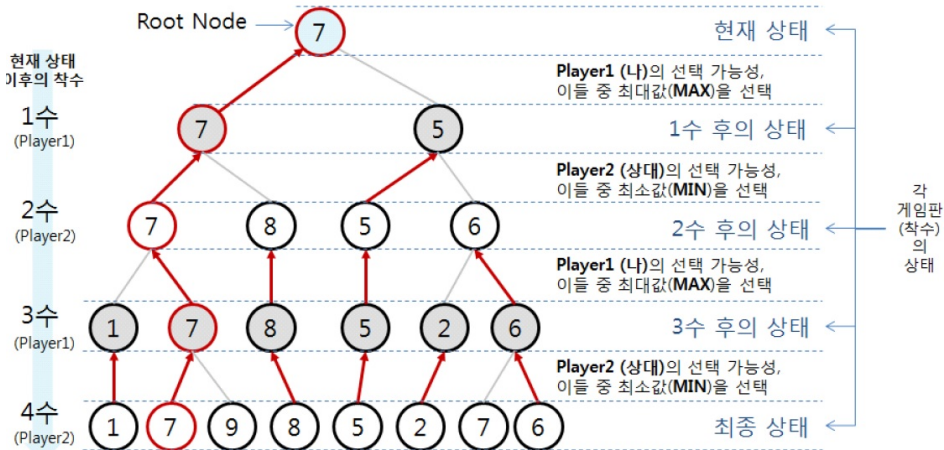 Root Node
7
현재 상태
현재 상태
이후의 착수
Player1 (나)의 선택 가능성,
이들 중 최대값(MAX)을 선택
1수
(Player1)
7
5
1수 후의 상태
Player2 (상대)의 선택 가능성,
이들 중 최소값(MIN)을 선택
2수
(Player2)
7
8
5
6
2수 후의 상태
각
게임판
(착수)
의
상태
Player1 (나)의 선택 가능성,
이들 중 최대값(MAX)을 선택
3수
(Player1)
1
7
8
5
2
6
3수 후의 상태
Player2 (상대)의 선택 가능성,
이들 중 최소값(MIN)을 선택
4수
(Player2)
1
7
9
8
5
2
7
6
최종 상태